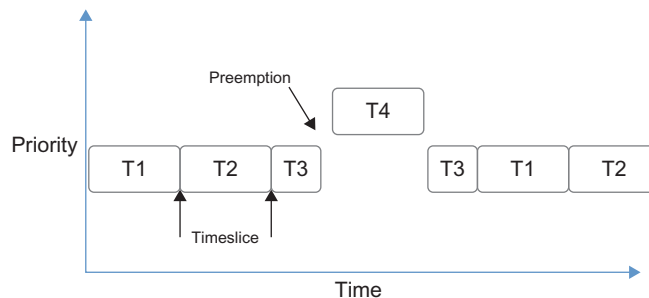 Preemption
T4
Priority
T1 T2 T3 T3 T1 T2
Timeslice
Time